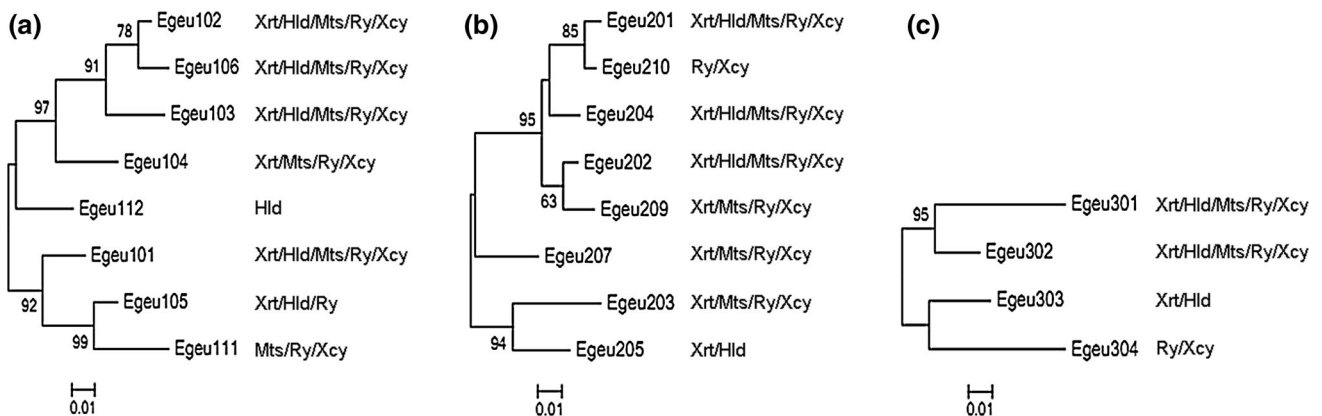 (a)
78
91
97
92
99
Egeu102 Xrt/Hld/Mts/Ry/Xcy
Egeu106 Xrt/Hld/Mts/Ry/Xcy
Egeu103 Xrt/Hld/Mts/Ry/Xcy
Egeu104 Xrt/Mts/Ry/Xcy
Egeu112 Hld
Egeu101 Xrt/Hld/Mts/Ry/Xcy
Egeu105 Xrt/Hld/Ry
Egeu111 Mts/Ry/Xcy
0.01
(b)
85
95
63
94
Egeu201 Xrt/Hld/Mts/Ry/Xcy
Egeu210 Ry/Xcy
Egeu204 Xrt/Hld/Mts/Ry/Xcy
Egeu202 Xrt/Hld/Mts/Ry/Xcy
Egeu209 Xrt/Mts/Ry/Xcy
Egeu207 Xrt/Mts/Ry/Xcy
Egeu203 Xrt/Mts/Ry/Xcy
Egeu205 Xrt/Hld
0.01
(c)
95
Egeu301 Xrt/Hld/Mts/Ry/Xcy
Egeu302 Xrt/Hld/Mts/Ry/Xcy
Egeu303 Xrt/Hld
Egeu304 Ry/Xcy
0.01